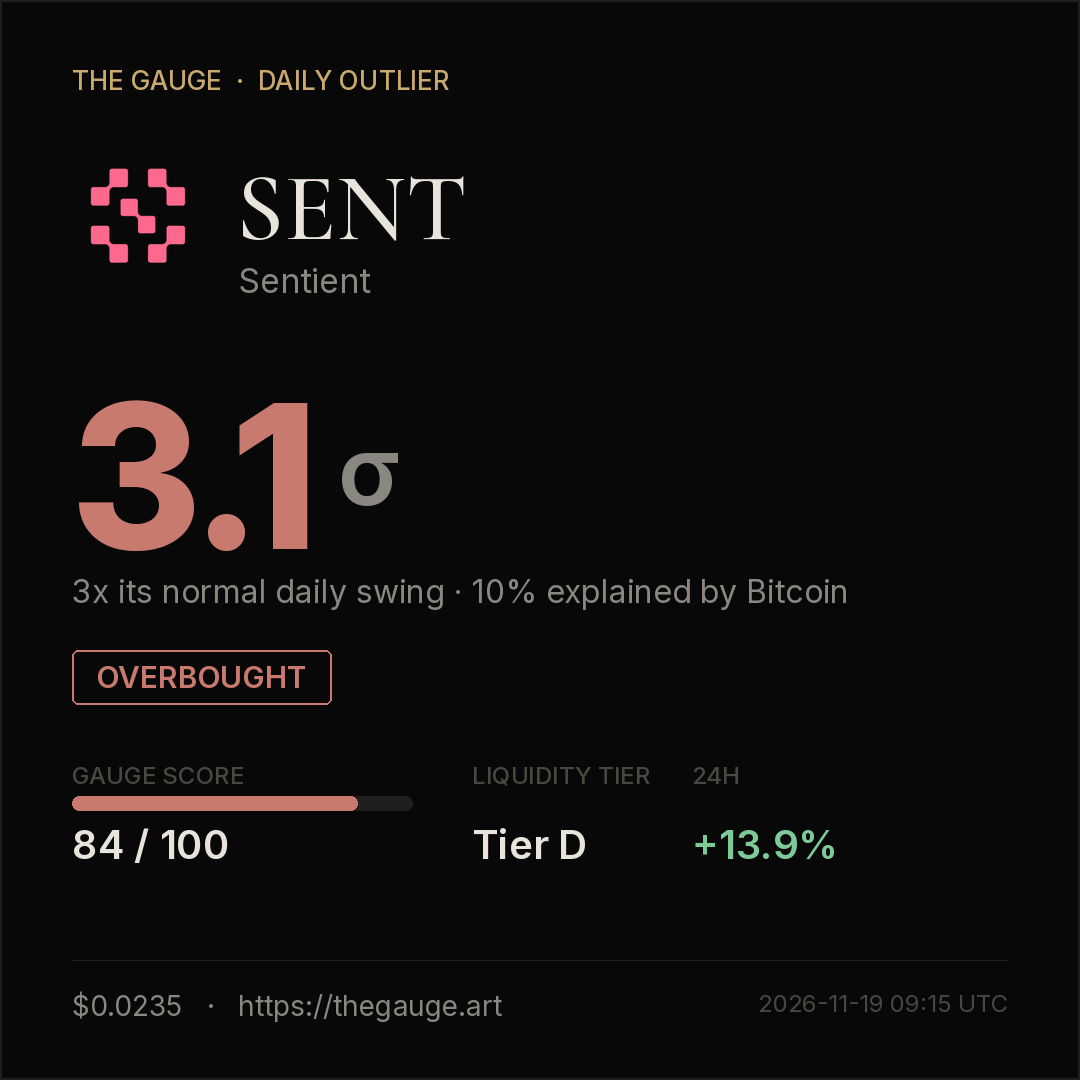 THE GAUGE · DAILY OUTLIER
SENT
Sentient
3.1 σ
3x its normal daily swing · 10% explained by Bitcoin
OVERBOUGHT
GAUGE SCORE LIQUIDITY TIER 24H
84 / 100 Tier D +13.9%
$0.0235 · https://thegauge.art 2026-11-19 09:15 UTC